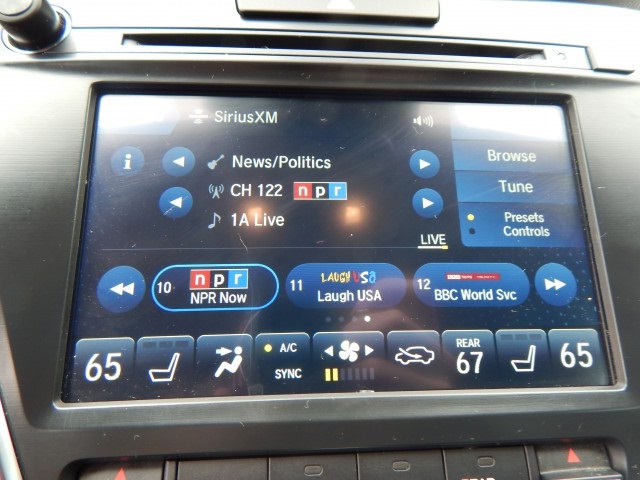 SiriusXM
i
News/Politics
Browse
CH 122 npr
Tune
1A Live
Presets
Controls
LIVE
10 npr
NPR Now
11 LAUGH USA
Laugh USA
12 BBC
BBC World Svc
65
A/C
SYNC
REAR
67
65